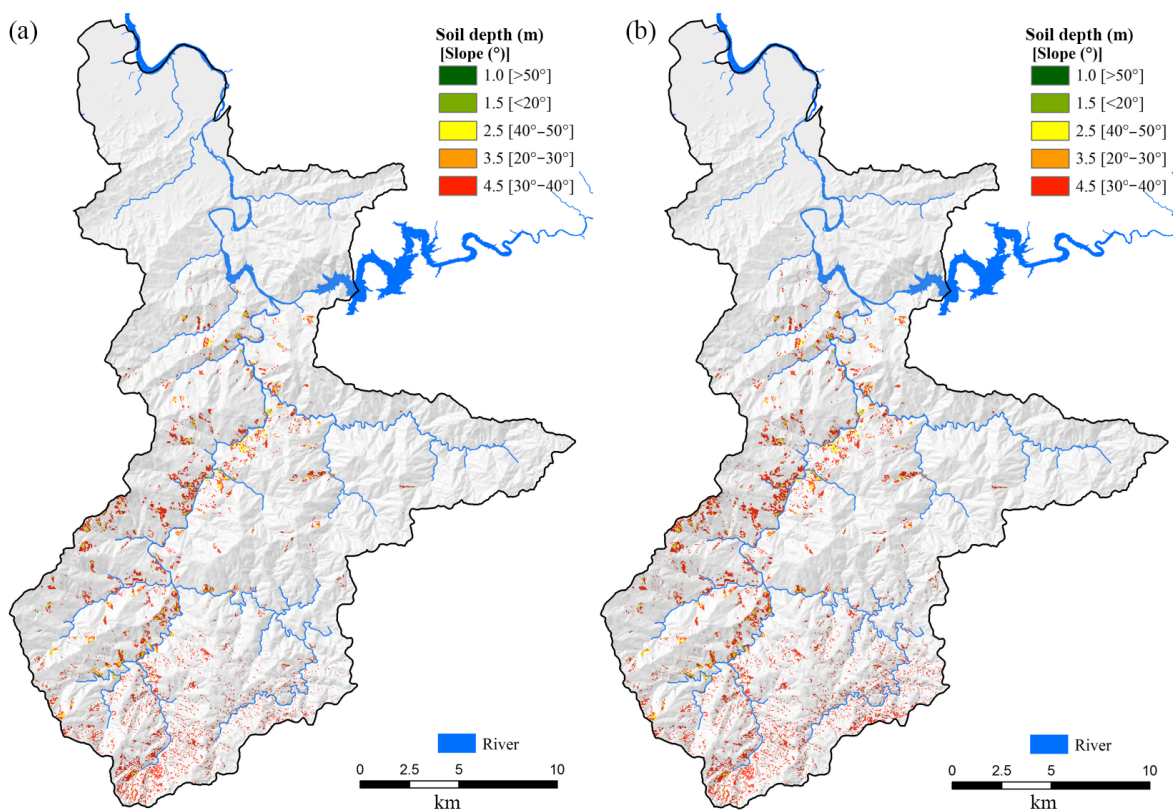 (a)
Soil depth (m)
[Slope (°)]
1.0 [>50°]
1.5 [<20°]
2.5 [40°–50°]
3.5 [20°–30°]
4.5 [30°–40°]
River
0 2.5 5 10
km
(b)
Soil depth (m)
[Slope (°)]
1.0 [>50°]
1.5 [<20°]
2.5 [40°–50°]
3.5 [20°–30°]
4.5 [30°–40°]
River
0 2.5 5 10
km